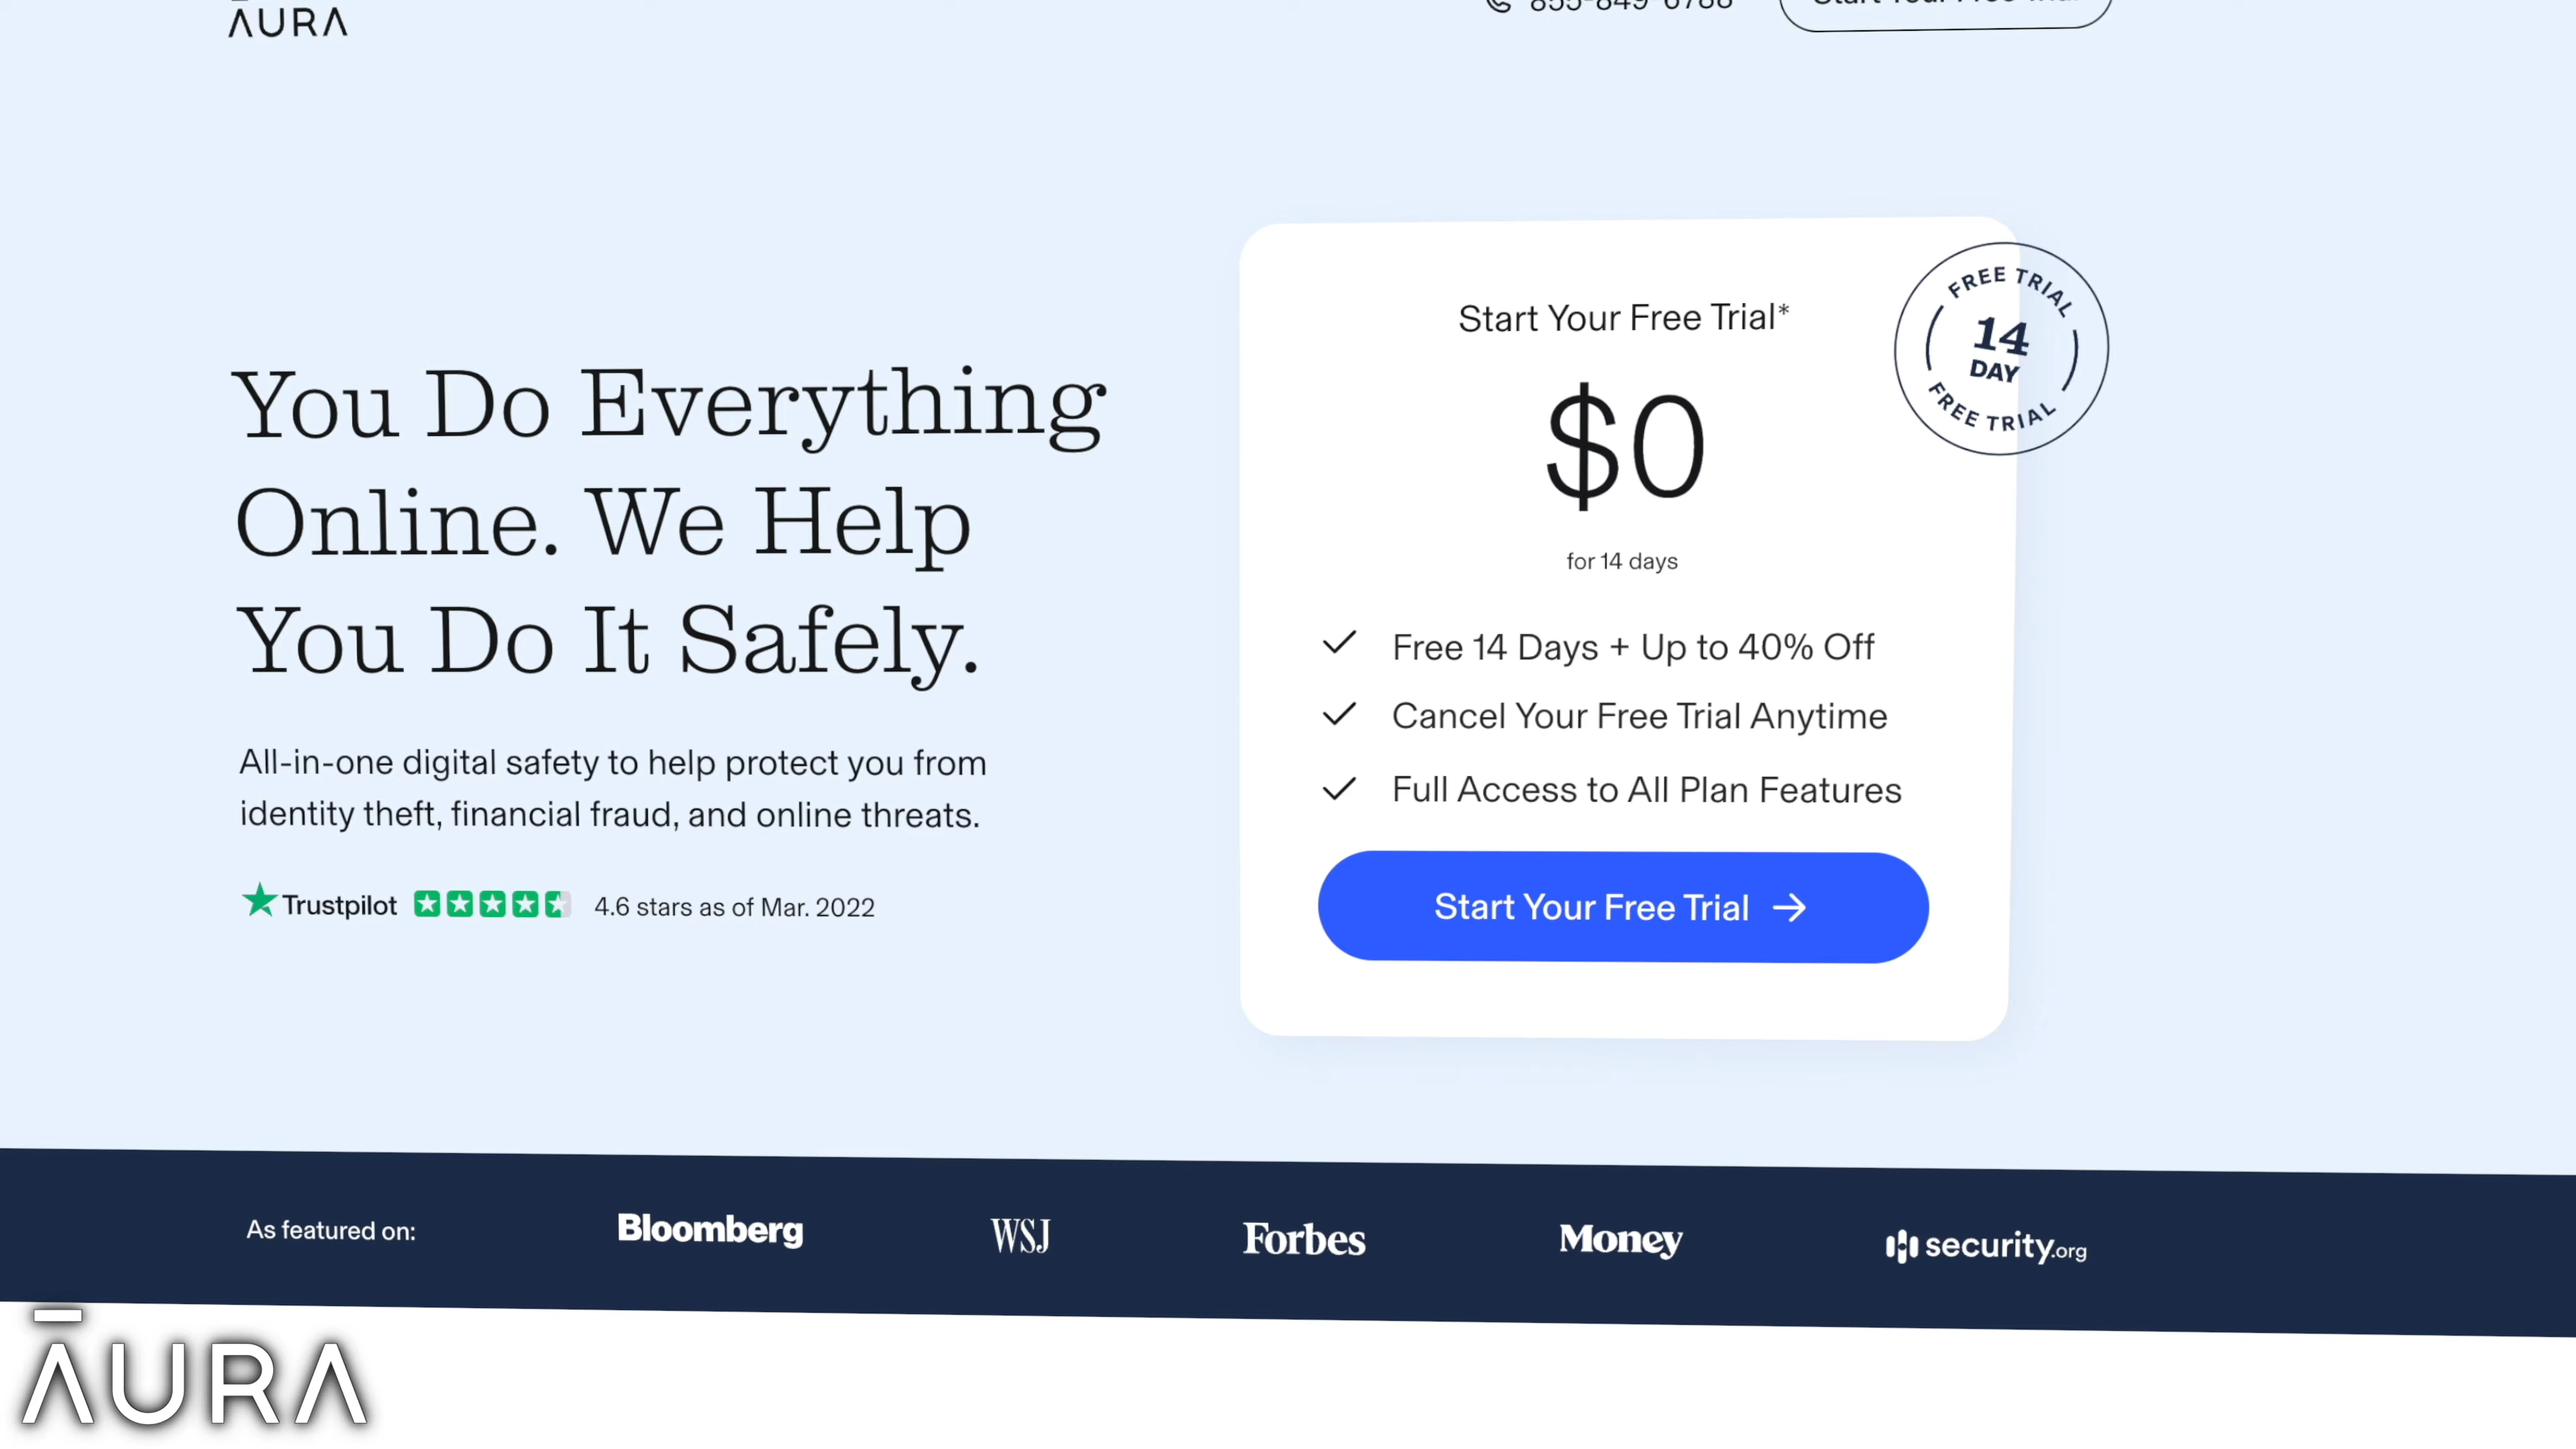 ĀURA
You Do Everything
Online. We Help
You Do It Safely.
All-in-one digital safety to help protect you from
identity theft, financial fraud, and online threats.
Trustpilot 4.6 stars as of Mar. 2022
Start Your Free Trial*
$0
for 14 days
FREE TRIAL
14
DAY
FREE TRIAL
Free 14 Days + Up to 40% Off
Cancel Your Free Trial Anytime
Full Access to All Plan Features
Start Your Free Trial →
As featured on: Bloomberg WSJ Forbes Money security.org
ĀURA